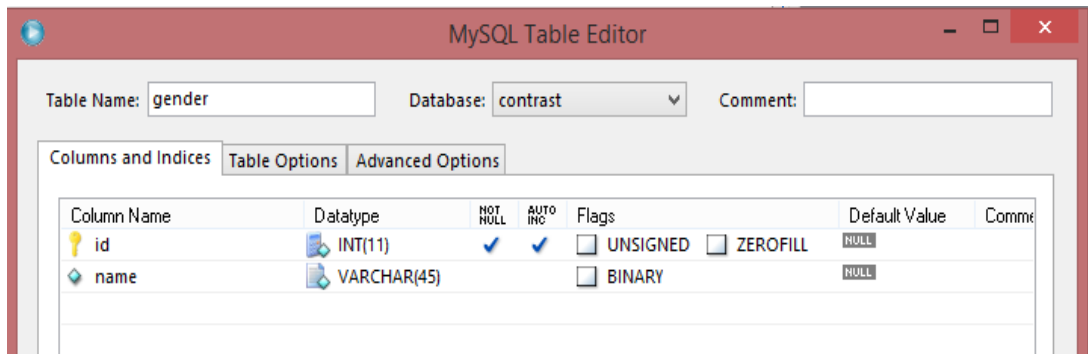 MySQL Table Editor
Table Name: gender Database: contrast Comment:
Columns and Indices Table Options Advanced Options
Column Name Datatype NOT NULL AUTO INC Flags Default Value Comme
id INT(11) UNSIGNED ZEROFILL NULL
name VARCHAR(45) BINARY NULL